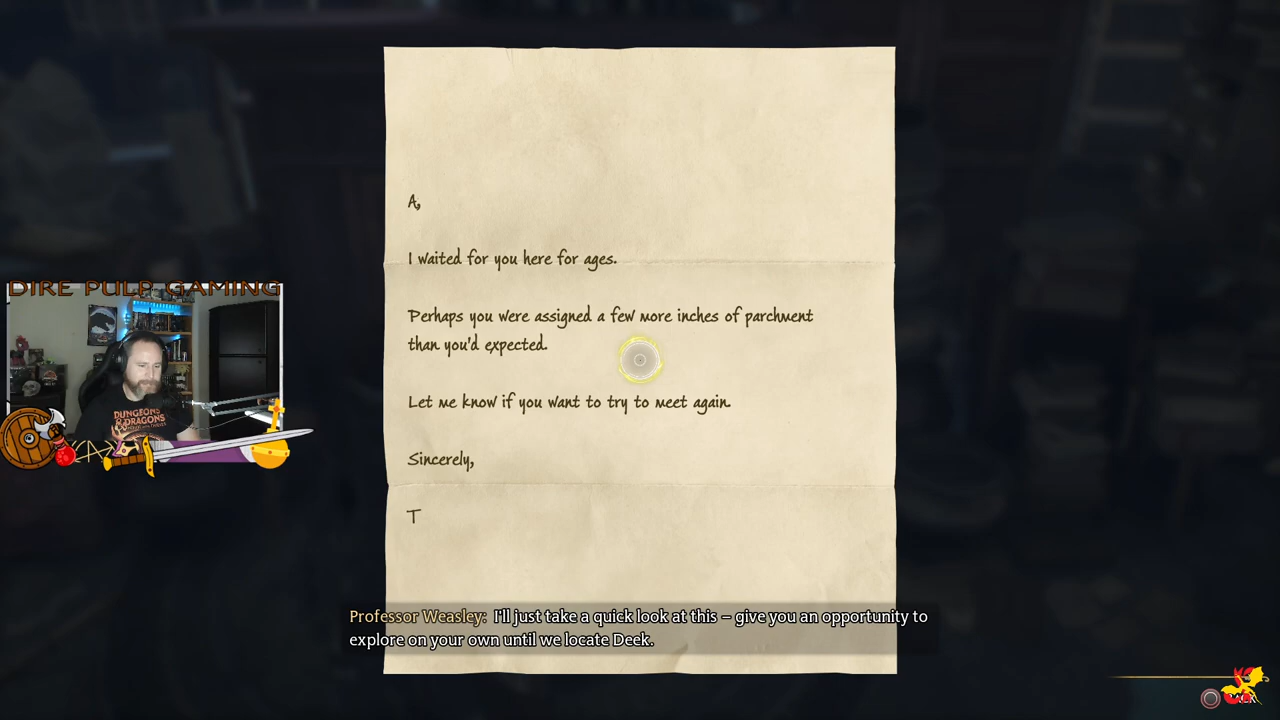 DIRE PULP GAMING
A,
I waited for you here for ages.
Perhaps you were assigned a few more inches of parchment
than you'd expected.
Let me know if you want to try to meet again.
Sincerely,
T
DUNGEONS
& DRAGONS
Professor Weasley: I'll just take a quick look at this – give you an opportunity to
explore on your own until we locate Deek.